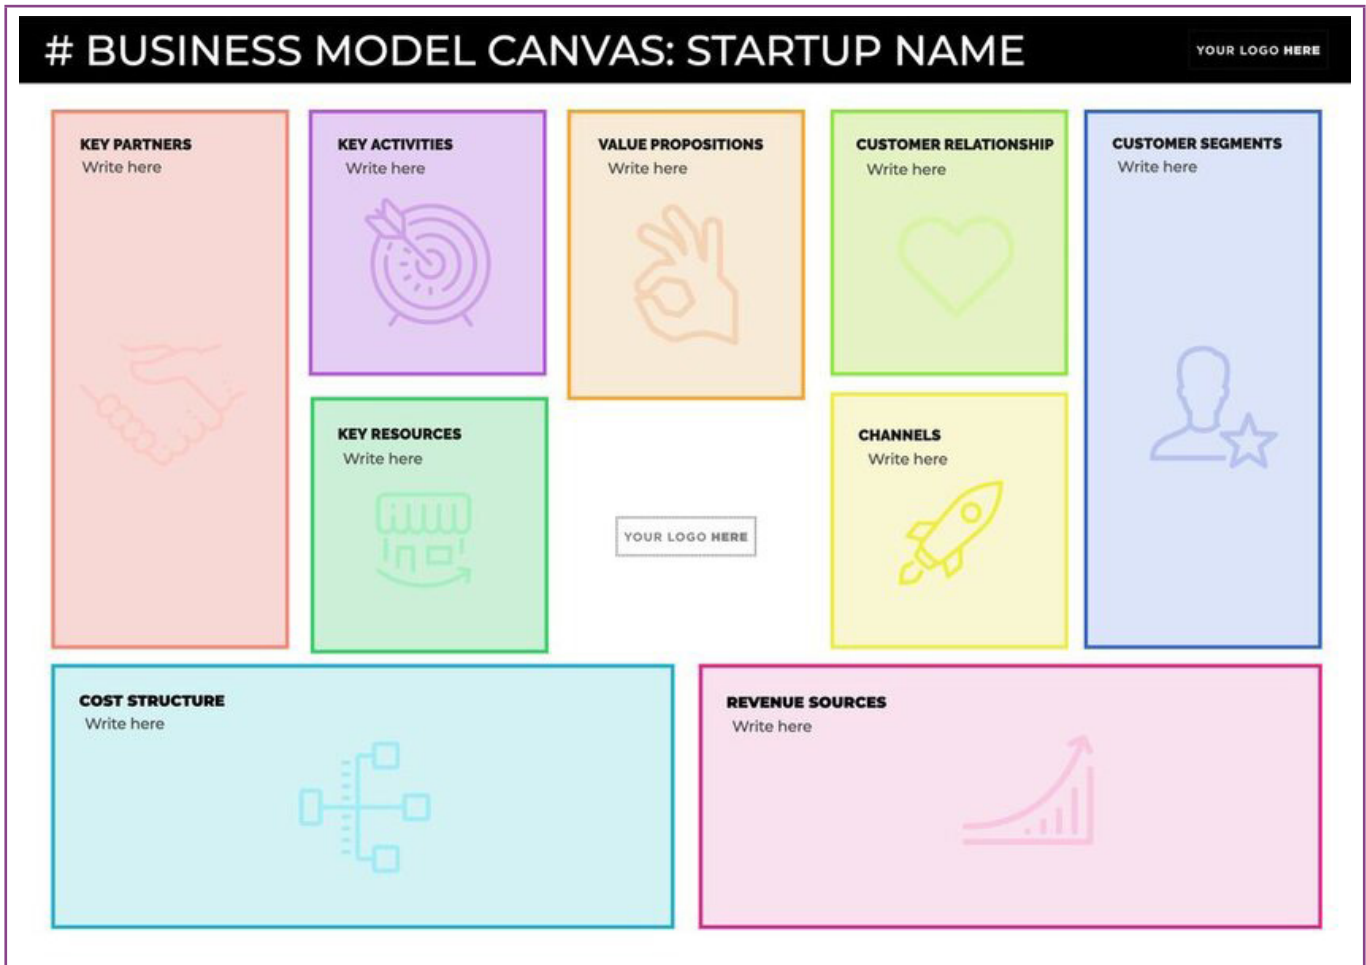 # BUSINESS MODEL CANVAS: STARTUP NAME
YOUR LOGO HERE
KEY PARTNERS
Write here
KEY ACTIVITIES
Write here
VALUE PROPOSITIONS
Write here
CUSTOMER RELATIONSHIP
Write here
CUSTOMER SEGMENTS
Write here
KEY RESOURCES
Write here
YOUR LOGO HERE
CHANNELS
Write here
COST STRUCTURE
Write here
REVENUE SOURCES
Write here